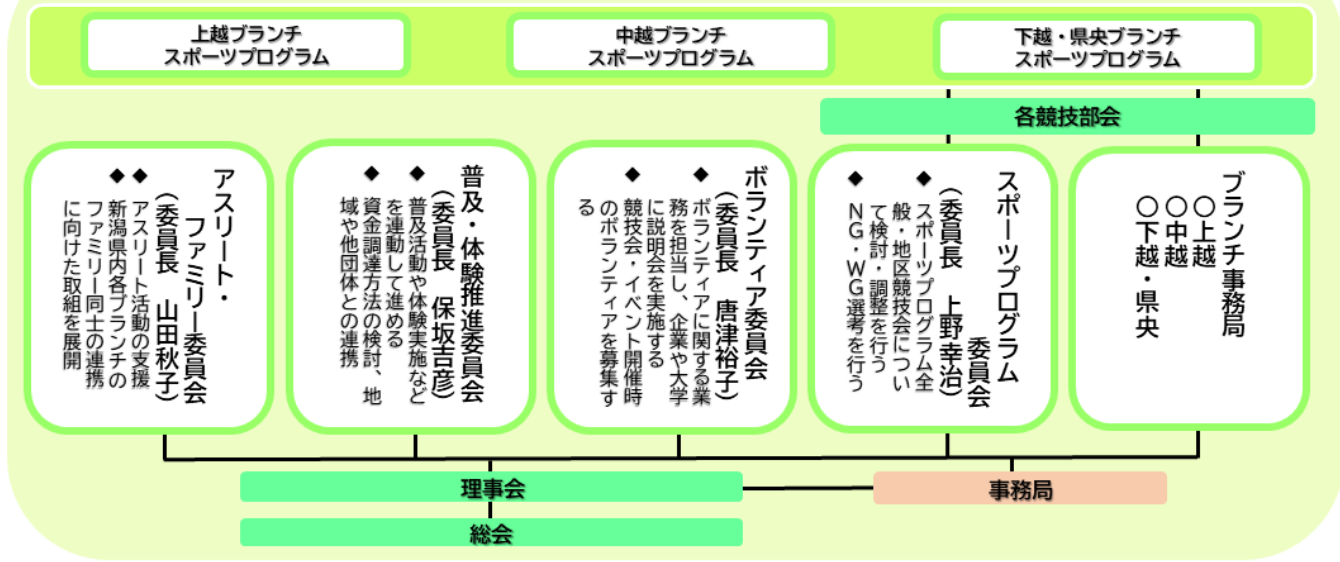 上越ブランチ
スポーツプログラム
中越ブランチ
スポーツプログラム
下越・県央ブランチ
スポーツプログラム
各競技部会
アスリート・
ファミリー委員会
(委員長 山田秋子)
◆アスリート活動の支援
◆新潟県内各ブランチの
ファミリー同士の連携
に向けた取組を展開
普及・体験推進委員会
(委員長 保坂吉彦)
◆普及活動や体験実施など
を連動して進める
◆資金調達方法の検討、地
域や他団体との連携
ボランティア委員会
(委員長 唐津裕子)
◆ボランティアに関する業
務を担当し、企業や大学
に説明会を実施する
◆競技会・イベント開催時
のボランティアを募集す
る
スポーツプログラム
委員会
(委員長 上野幸治)
◆スポーツプログラム全
般・地区競技会につい
て検討・調整を行う
◆NG・WG選考を行う
ブランチ事務局
〇上越
〇中越
〇下越・県央
理事会
事務局
総会